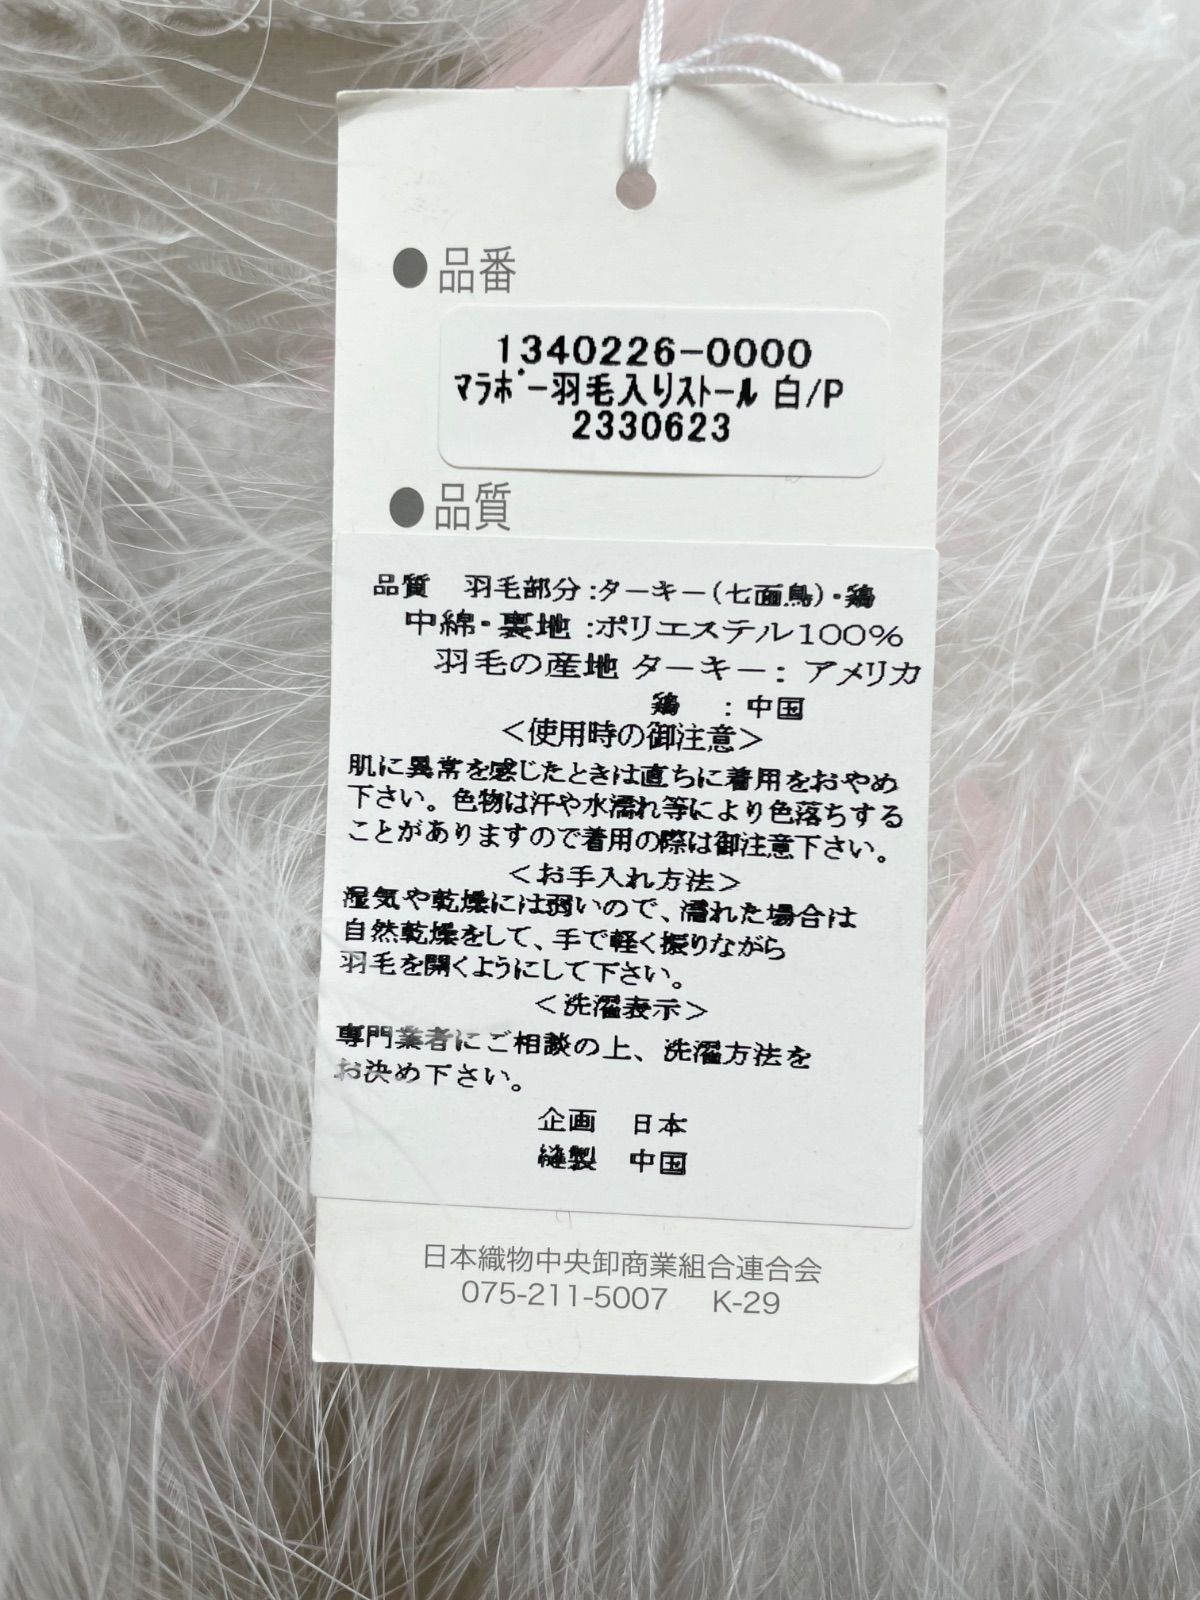 ●品番
1340226-0000
ﾏﾗﾎﾞｰ羽毛入りｽﾄｰﾙ 白/P
2330623
●品質
品質　羽毛部分:ターキー(七面鳥)・鶏
中綿・裏地:ポリエステル100%
羽毛の産地 ターキー: アメリカ
鶏　: 中国
<使用時の御注意>
肌に異常を感じたときは直ちに着用をおやめ
下さい。色物は汗や水濡れ等により色落ちする
ことがありますので着用の際は御注意下さい。
<お手入れ方法>
湿気や乾燥には弱いので、濡れた場合は
自然乾燥をして、手で軽く振りながら
羽毛を開くようにして下さい。
<洗濯表示>
専門業者にご相談の上、洗濯方法を
お決め下さい。
企画　日本
縫製　中国
日本織物中央卸商業組合連合会
075-211-5007　K-29